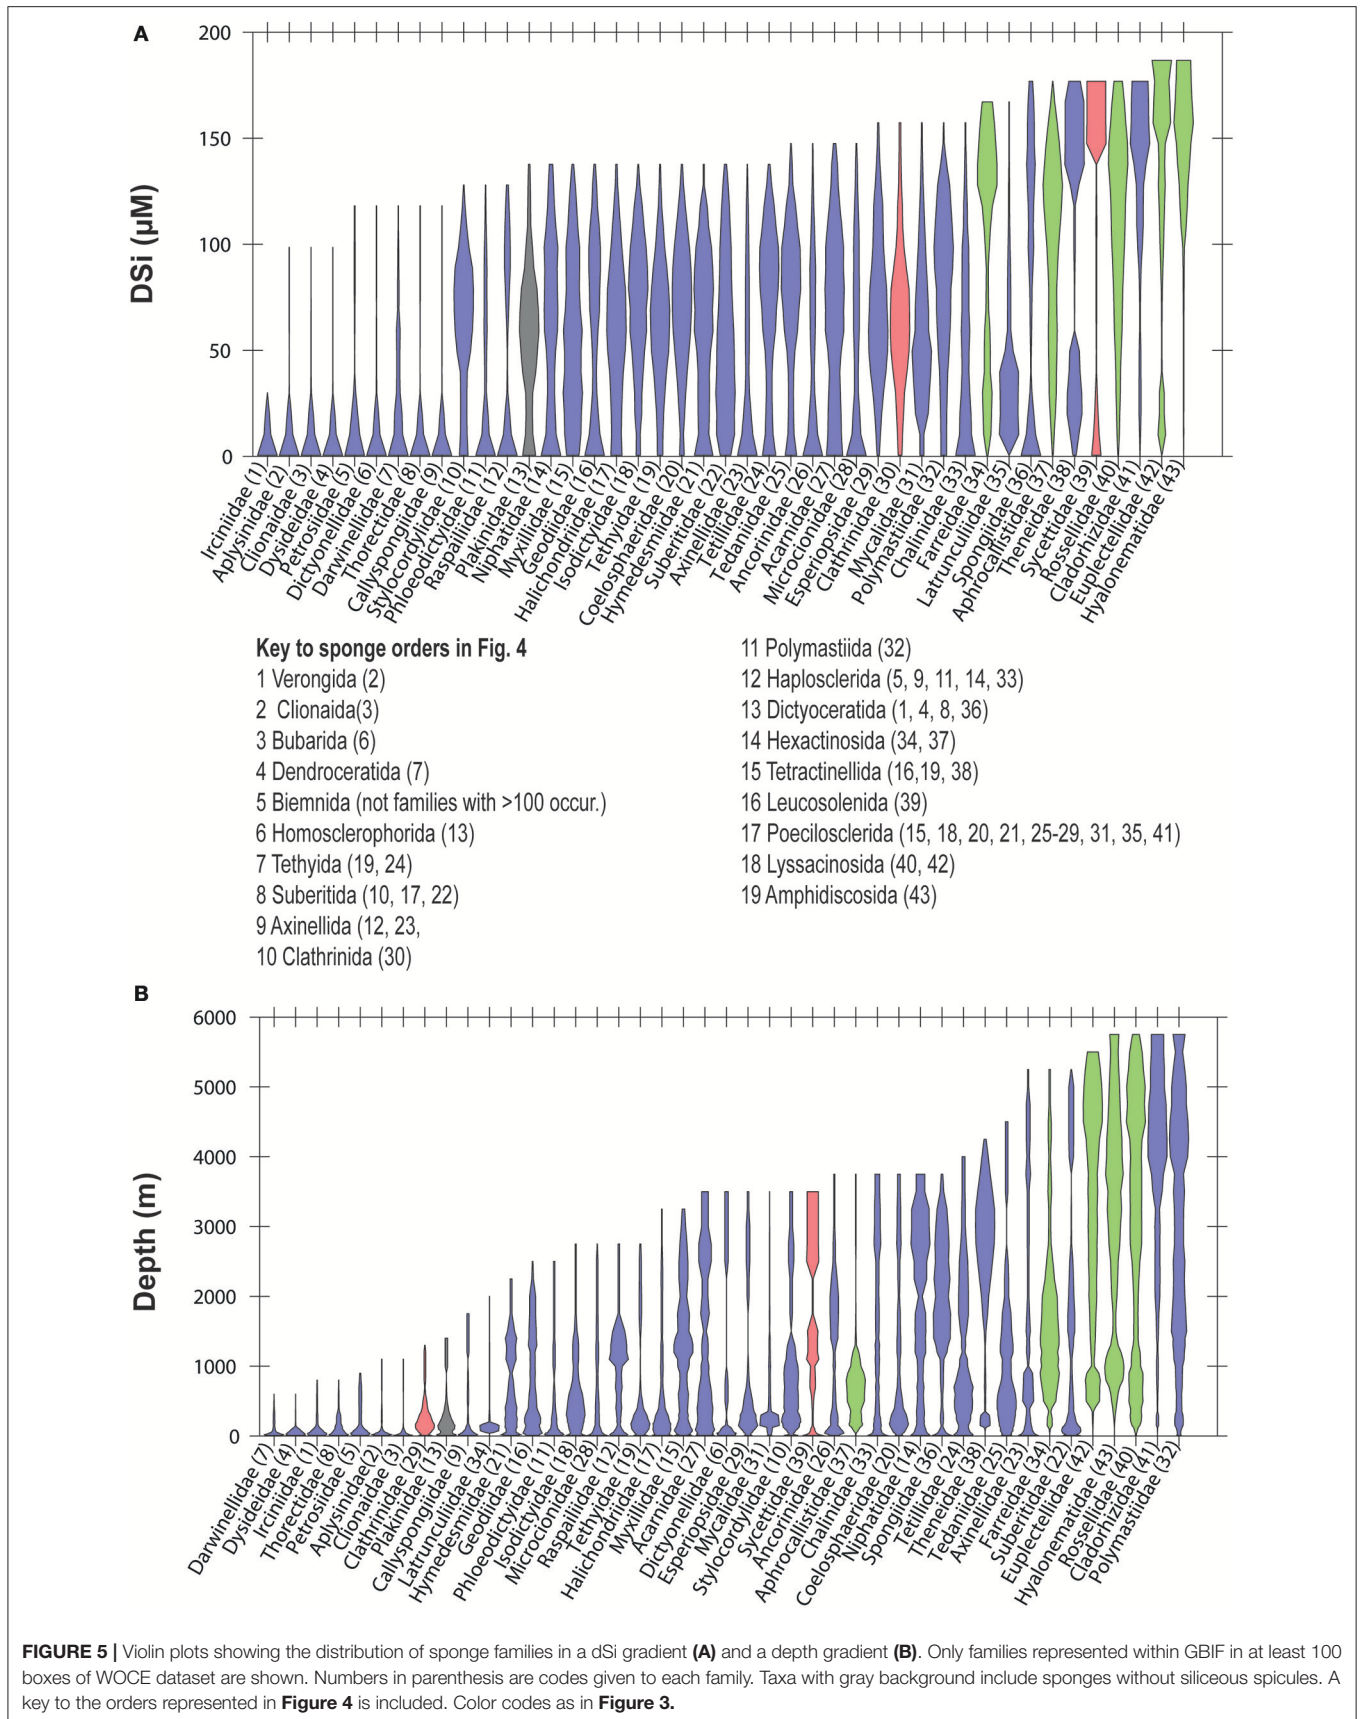 A
200
150
100
50
0
DSi (µM)
Irciniidae (1)
Aplysinidae (2)
Clionaidae (3)
Dysideidae (4)
Petrosiidae (5)
Dictyonellidae (6)
Darwinellidae (7)
Thorectidae (8)
Callyspongiidae (9)
Stylocordylidae (10)
Phloeodictyidae (11)
Raspailiidae (12)
Plakinidae (13)
Niphatidae (14)
Myxillidae (15)
Geodiidae (16)
Halichondriidae (17)
Isodictyidae (18)
Tethyidae (19)
Coelosphaeridae (20)
Hymedesmiidae (21)
Suberitidae (22)
Axinellidae (23)
Tetillidae (24)
Tedaniidae (25)
Ancorinidae (26)
Acarnidae (27)
Microcionidae (28)
Esperiopsidae (29)
Clathrinidae (30)
Mycalidae (31)
Polymastiidae (32)
Chalinidae (33)
Farreidae (34)
Latrunculiidae (35)
Spongiidae (36)
Aphrocallistidae (37)
Theneidae (38)
Sycettidae (39)
Rossellidae (40)
Cladorhizidae (41)
Euplectellidae (42)
Hyalonematidae (43)
Key to sponge orders in Fig. 4
1 Verongida (2)
2 Clionaida(3)
3 Bubarida (6)
4 Dendroceratida (7)
5 Biemnida (not families with >100 occur.)
6 Homosclerophorida (13)
7 Tethyida (19, 24)
8 Suberitida (10, 17, 22)
9 Axinellida (12, 23,
10 Clathrinida (30)
11 Polymastiida (32)
12 Haplosclerida (5, 9, 11, 14, 33)
13 Dictyoceratida (1, 4, 8, 36)
14 Hexactinosida (34, 37)
15 Tetractinellida (16,19, 38)
16 Leucosolenida (39)
17 Poecilosclerida (15, 18, 20, 21, 25-29, 31, 35, 41)
18 Lyssacinosida (40, 42)
19 Amphidiscosida (43)
B
6000
5000
4000
3000
2000
1000
0
Depth (m)
Darwinellidae (7)
Dysideidae (4)
Irciniidae (1)
Thorectidae (8)
Petrosiidae (5)
Aplysinidae (2)
Clionaidae (3)
Clathrinidae (29)
Plakinidae (13)
Callyspongiidae (9)
Latrunculiidae (34)
Hymedesmiidae (21)
Geodiidae (16)
Phloeodictyidae (11)
Isodictyidae (18)
Microcionidae (28)
Raspailiidae (12)
Tethyidae (19)
Halichondriidae (17)
Myxillidae (15)
Acarnidae (27)
Dictyonellidae (6)
Esperiopsidae (29)
Mycalidae (31)
Stylocordylidae (10)
Sycettidae (39)
Ancorinidae (26)
Aphrocallistidae (37)
Chalinidae (33)
Coelosphaeridae (20)
Niphatidae (14)
Spongiidae (36)
Tetillidae (24)
Theneidae (38)
Tedaniidae (25)
Axinellidae (23)
Farreidae (34)
Suberitidae (22)
Euplectellidae (42)
Hyalonematidae (43)
Rossellidae (40)
Cladorhizidae (41)
Polymastiidae (32)
FIGURE 5 | Violin plots showing the distribution of sponge families in a dSi gradient (A) and a depth gradient (B). Only families represented within GBIF in at least 100
boxes of WOCE dataset are shown. Numbers in parenthesis are codes given to each family. Taxa with gray background include sponges without siliceous spicules. A
key to the orders represented in Figure 4 is included. Color codes as in Figure 3.